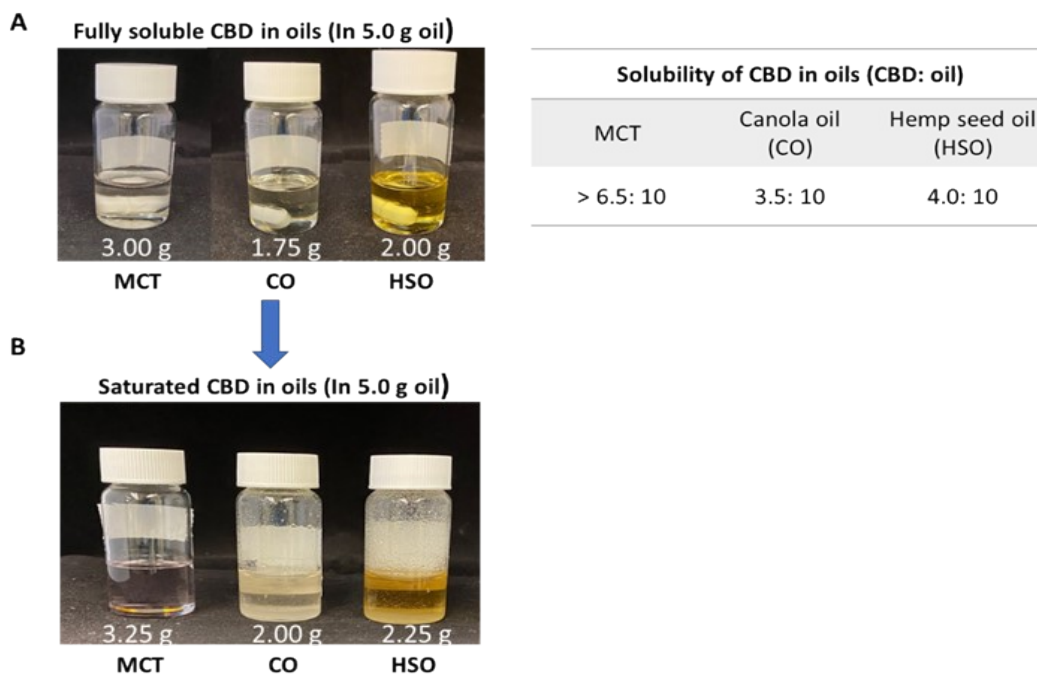 A
Fully soluble CBD in oils (In 5.0 g oil)
3.00 g
1.75 g
2.00 g
MCT
CO
HSO
Solubility of CBD in oils (CBD: oil)
MCT
Canola oil
(CO)
Hemp seed oil
(HSO)
> 6.5: 10
3.5: 10
4.0: 10
B
Saturated CBD in oils (In 5.0 g oil)
3.25 g
2.00 g
2.25 g
MCT
CO
HSO